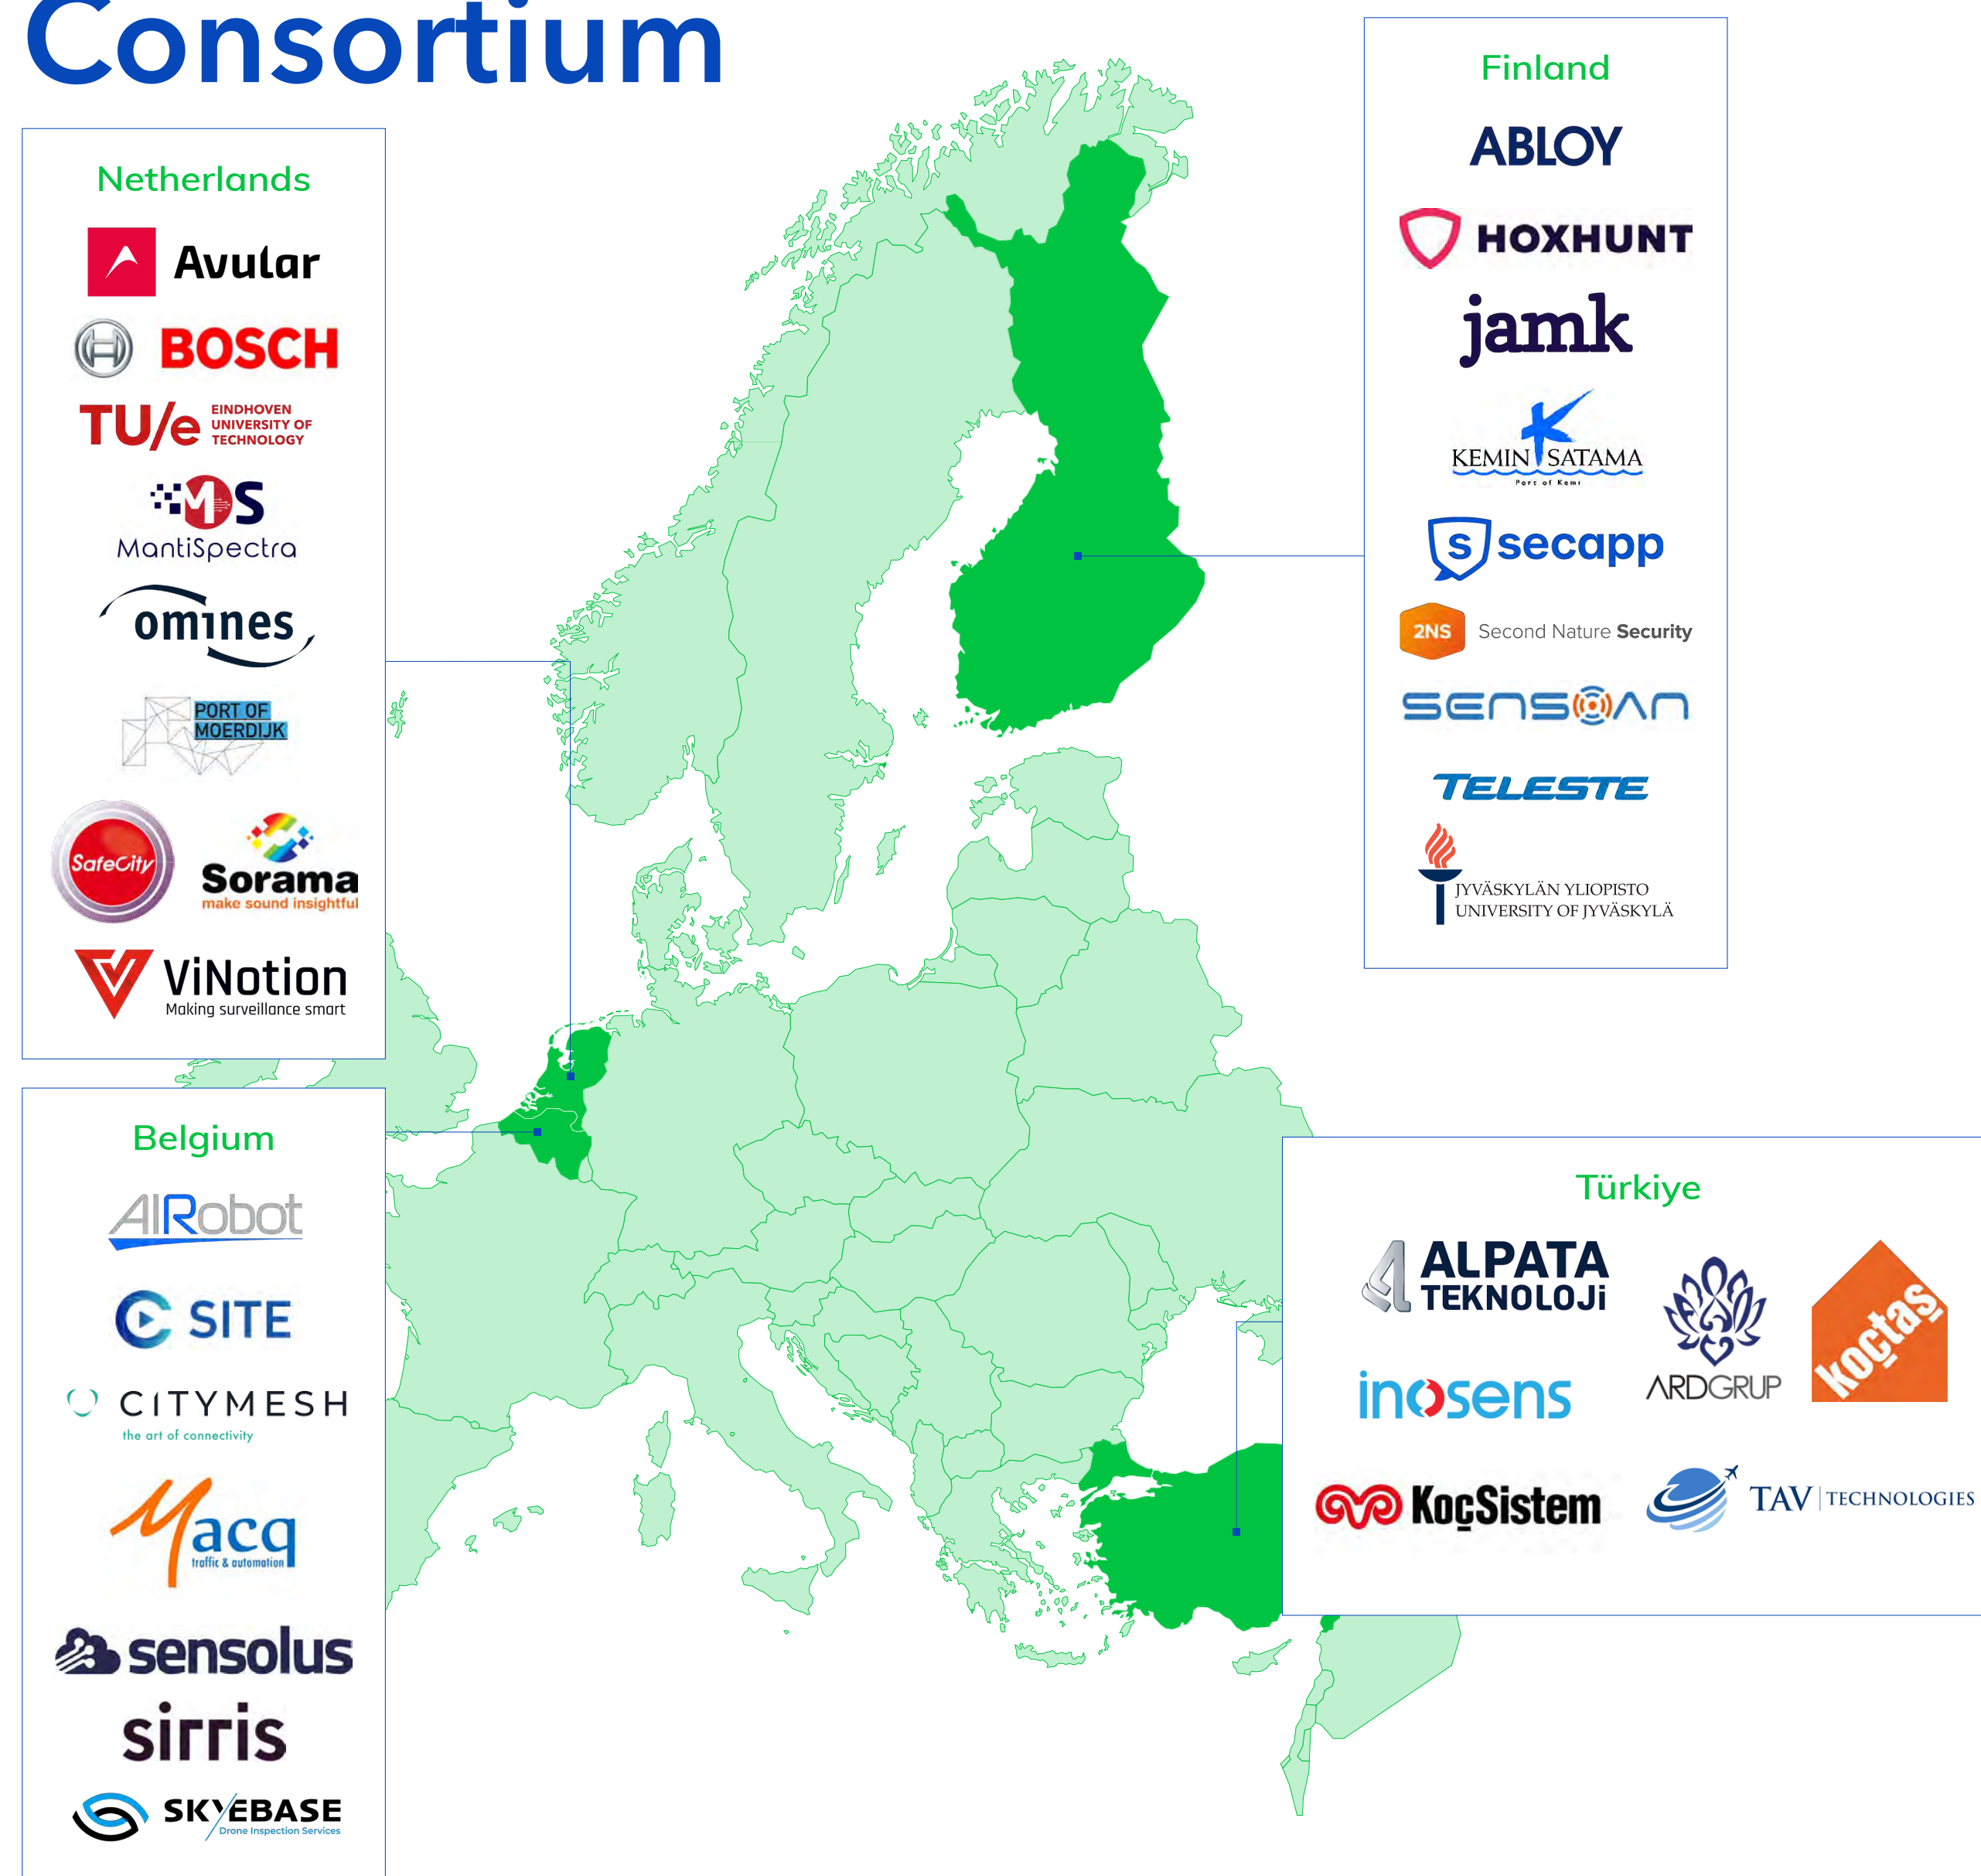 Consortium
Netherlands
Avular
BOSCH
TU/e EINDHOVEN
UNIVERSITY OF
TECHNOLOGY
MS
MantiSpectra
omines
PORT OF
MOERDIJK
SafeCity
Sorama
make sound insightful
ViNotion
Making surveillance smart
Belgium
AIRobot
C SITE
CITYMESH
the art of connectivity
Macq
traffic & automation
sensolus
sirris
SKYEBASE
Drone Inspection Services
Finland
ABLOY
HOXHUNT
jamk
KEMIN SATAMA
Port of Kemi
s secapp
2NS Second Nature Security
SENSOAN
TELESTE
JYVÄSKYLÄN YLIOPISTO
UNIVERSITY OF JYVÄSKYLÄ
Türkiye
ALPATA
TEKNOLOJi
ARDGRUP
koçtaş
inosens
KoçSistem
TAV | TECHNOLOGIES